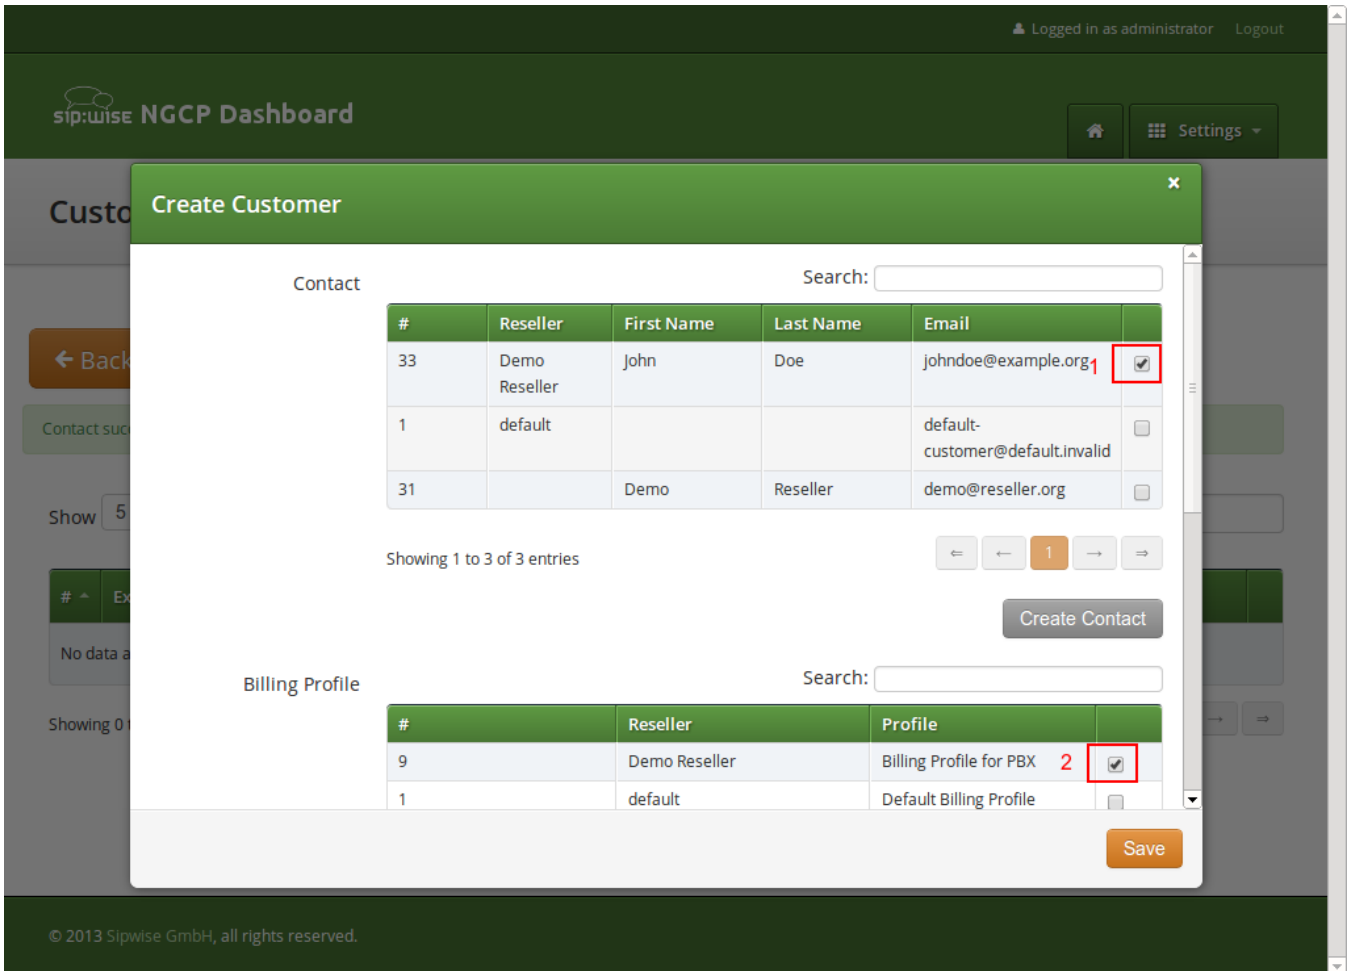 Logged in as administrator Logout
sip:wise NGCP Dashboard
Settings
Custo
Create Customer ×
Contact Search:
# Reseller First Name Last Name Email
33 Demo Reseller John Doe johndoe@example.org 1
1 default default-customer@default.invalid
31 Demo Reseller demo@reseller.org
Showing 1 to 3 of 3 entries ⇐ ← 1 → ⇒
Create Contact
Billing Profile Search:
# Reseller Profile
9 Demo Reseller Billing Profile for PBX 2
1 default Default Billing Profile
Save
← Back
Contact suc
Show 5
# Ex
No data a
Showing 0 → ⇒
© 2013 Sipwise GmbH, all rights reserved.